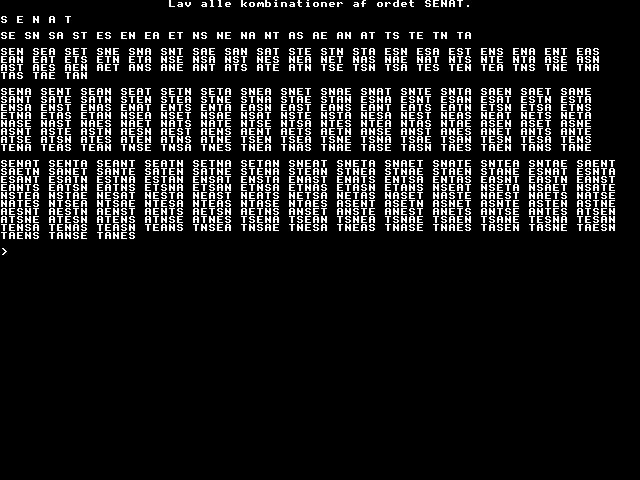 Lav alle kombinationer af ordet SENAT.
S E N A T
SE SN SA ST ES EN EA ET NS NE NA NT AS AE AN AT TS TE TN TA
SEN SEA SET SNE SNA SNT SAE SAN SAT STE STN STA ESN ESA EST ENS ENA ENT EAS
EAN EAT ETS ETN ETA NSE NSA NST NES NEA NET NAS NAE NAT NTS NTE NTA ASE ASN
AST AES AEN AET ANS ANE ANT ATS ATE ATN TSE TSN TSA TES TEN TEA TNS TNE TNA
TAS TAE TAN
SENA SENT SEAN SEAT SETN SETA SNEA SNET SNAE SNAT SNTE SNTA SAEN SAET SANE
SANT SATE SATN STEN STEA STNE STNA STAE STAN ESNA ESNT ESAN ESAT ESTN ESTA
ENSA ENST ENAS ENAT ENTS ENTA EASN EAST EANS EANT EATS EATN ETSN ETSA ETNS
ETNA ETAS ETAN NSEA NSET NSAE NSAT NSTE NSTA NESA NEST NEAS NEAT NETS NETA
NASE NAST NAES NAET NATS NATE NTSE NTSA NTES NTEA NTAS NTAE ASEN ASET ASNE
ASNT ASTE ASTN AESN AEST AENS AENT AETS AETN ANSE ANST ANES ANET ANTS ANTE
ATSE ATSN ATES ATEN ATNS ATNE TSEN TSEA TSNE TSNA TSAE TSAN TESN TESA TENS
TENA TEAS TEAN TNSE TNSA TNES TNEA TNAS TNAE TASE TASN TAES TAEN TANS TANE
SENAT SENTA SEANT SEATN SETNA SETAN SNEAT SNETA SNAET SNATE SNTEA SNTAE SAENT
SAETN SANET SANTE SATEN SATNE STENA STEAN STNEA STNAE STAEN STANE ESNAT ESNTA
ESANT ESATN ESTNA ESTAN ENSAT ENSTA ENAST ENATS ENTSA ENTAS EASNT EASTN EANST
EANTS EATSN EATNS ETSNA ETSAN ETNSA ETNAS ETASN ETANS NSEAT NSETA NSAET NSATE
NSTEA NSTAE NESAT NESTA NEAST NEATS NETSA NETAS NASET NASTE NAEST NAETS NATSE
NATES NTSEA NTSAE NTESA NTEAS NTASE NTAES ASENT ASETN ASNET ASNTE ASTEN ASTNE
AESNT AESTN AENST AENTS AETSN AETNS ANSET ANSTE ANEST ANETS ANTSE ANTES ATSEN
ATSNE ATESN ATENS ATNSE ATNES TSENA TSEAN TSNEA TSNAE TSAEN TSANE TESNA TESAN
TENSA TENAS TEASN TEANS TNSEA TNSAE TNESA TNEAS TNASE TNAES TASEN TASNE TAESN
TAENS TANSE TANES
>